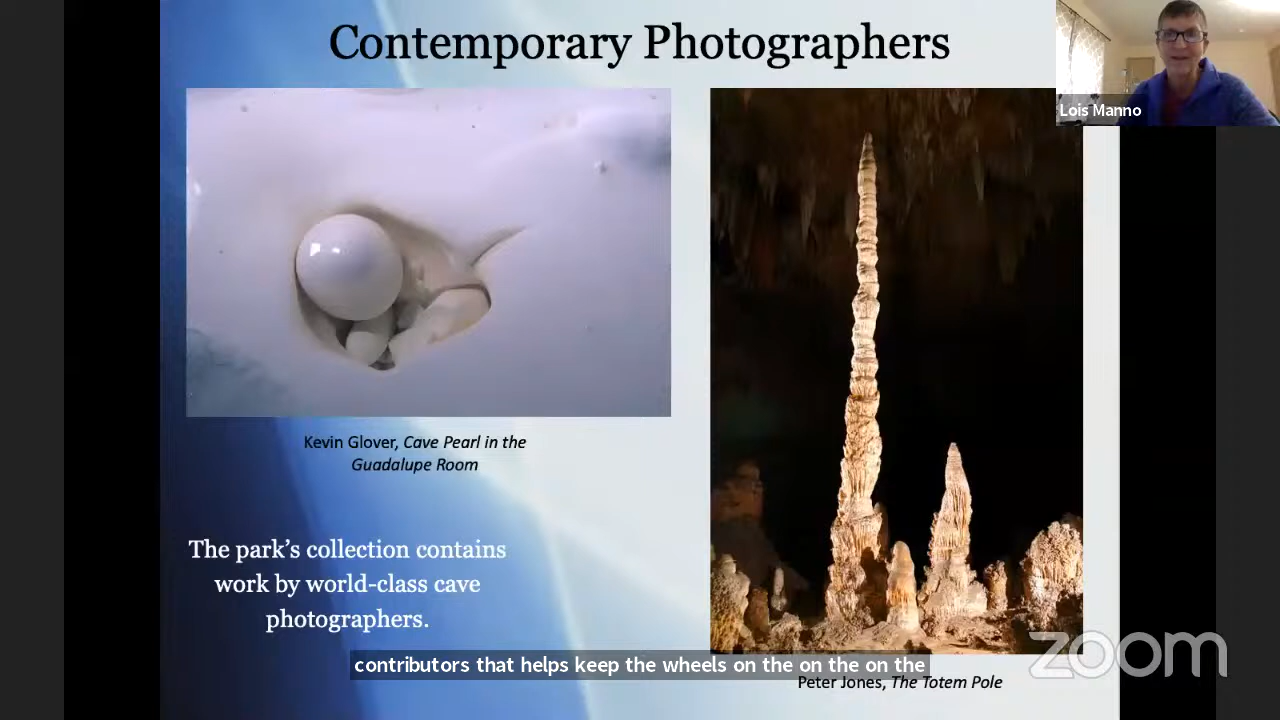 Contemporary Photographers
Lois Manno
Kevin Glover, Cave Pearl in the
Guadalupe Room
The park's collection contains
work by world-class cave
photographers.
contributors that helps keep the wheels on the on the on the
Peter Jones, The Totem Pole
zoom